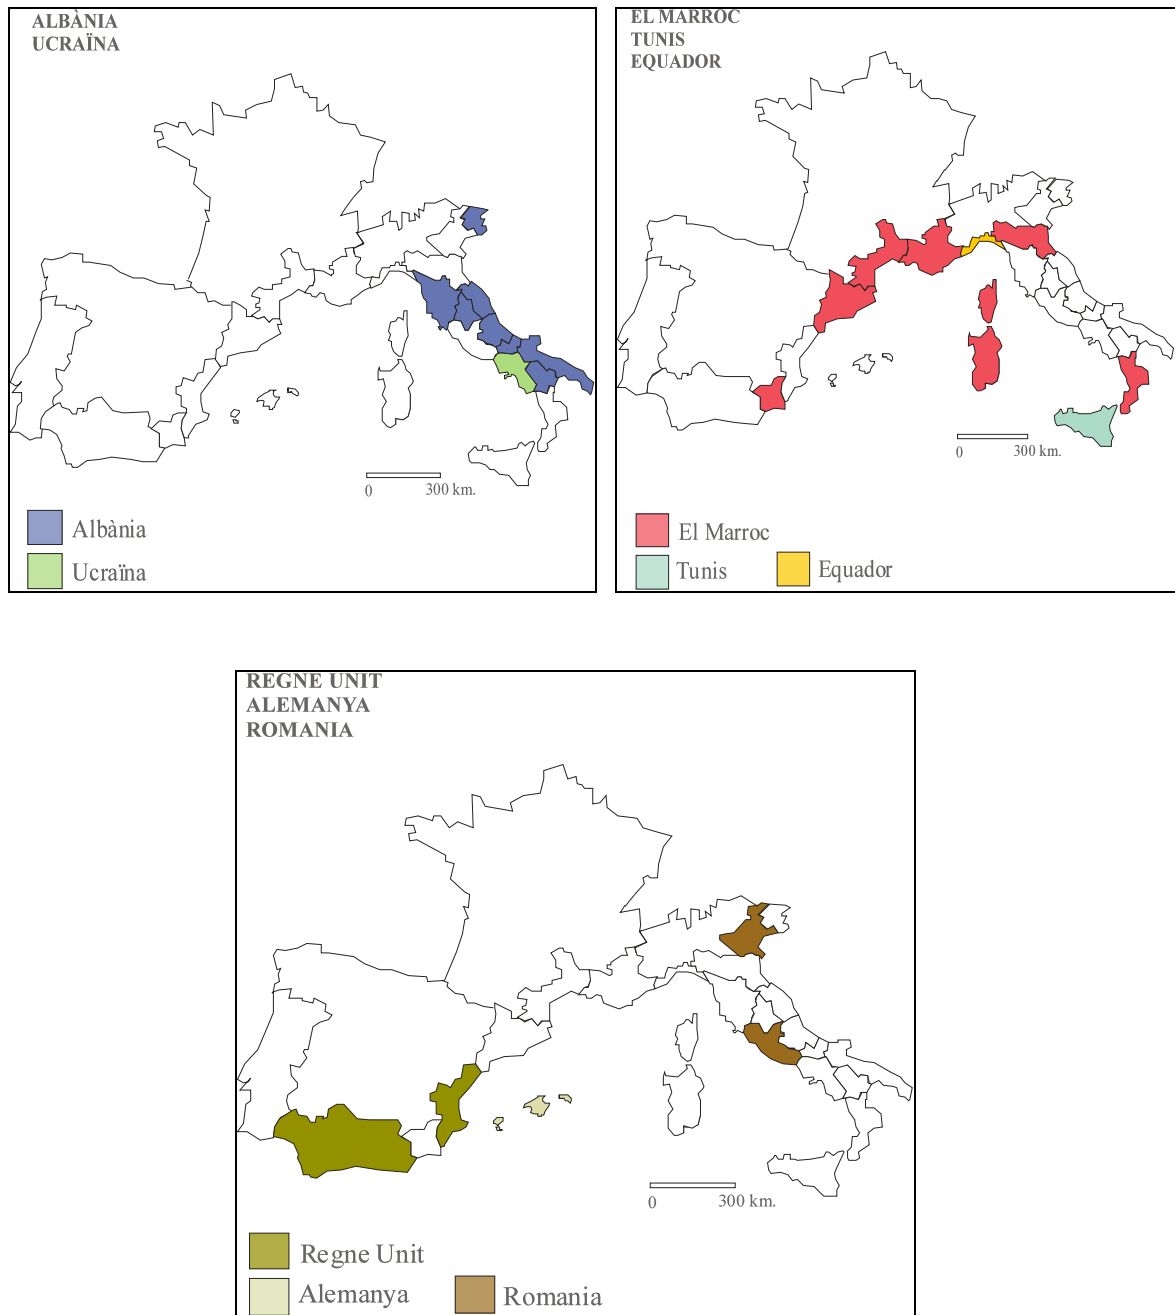 ALBÀNIA
UCRAÏNA
0 300 km.
Albània
Ucraïna
EL MARROC
TUNIS
EQUADOR
0 300 km.
El Marroc
Tunis Equador
REGNE UNIT
ALEMANYA
ROMANIA
0 300 km.
Regne Unit
Alemanya Romania